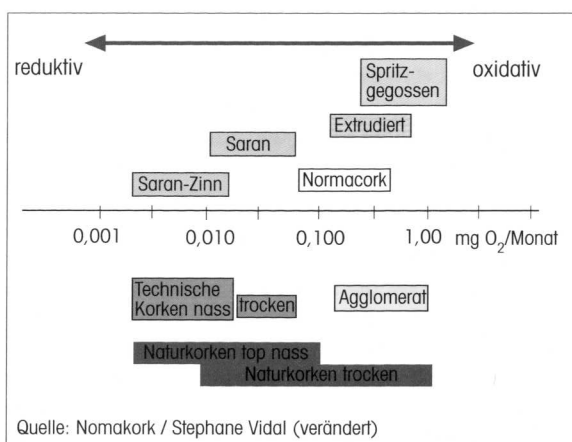 reduktiv
oxidativ
Spritz-
gegossen
Extrudiert
Saran
Saran-Zinn
Normacork
0,001
0,010
0,100
1,00
mg O₂/Monat
Technische
Korken nass
trocken
Agglomerat
Naturkorken top nass
Naturkorken trocken
Quelle: Nomakork / Stephane Vidal (verändert)